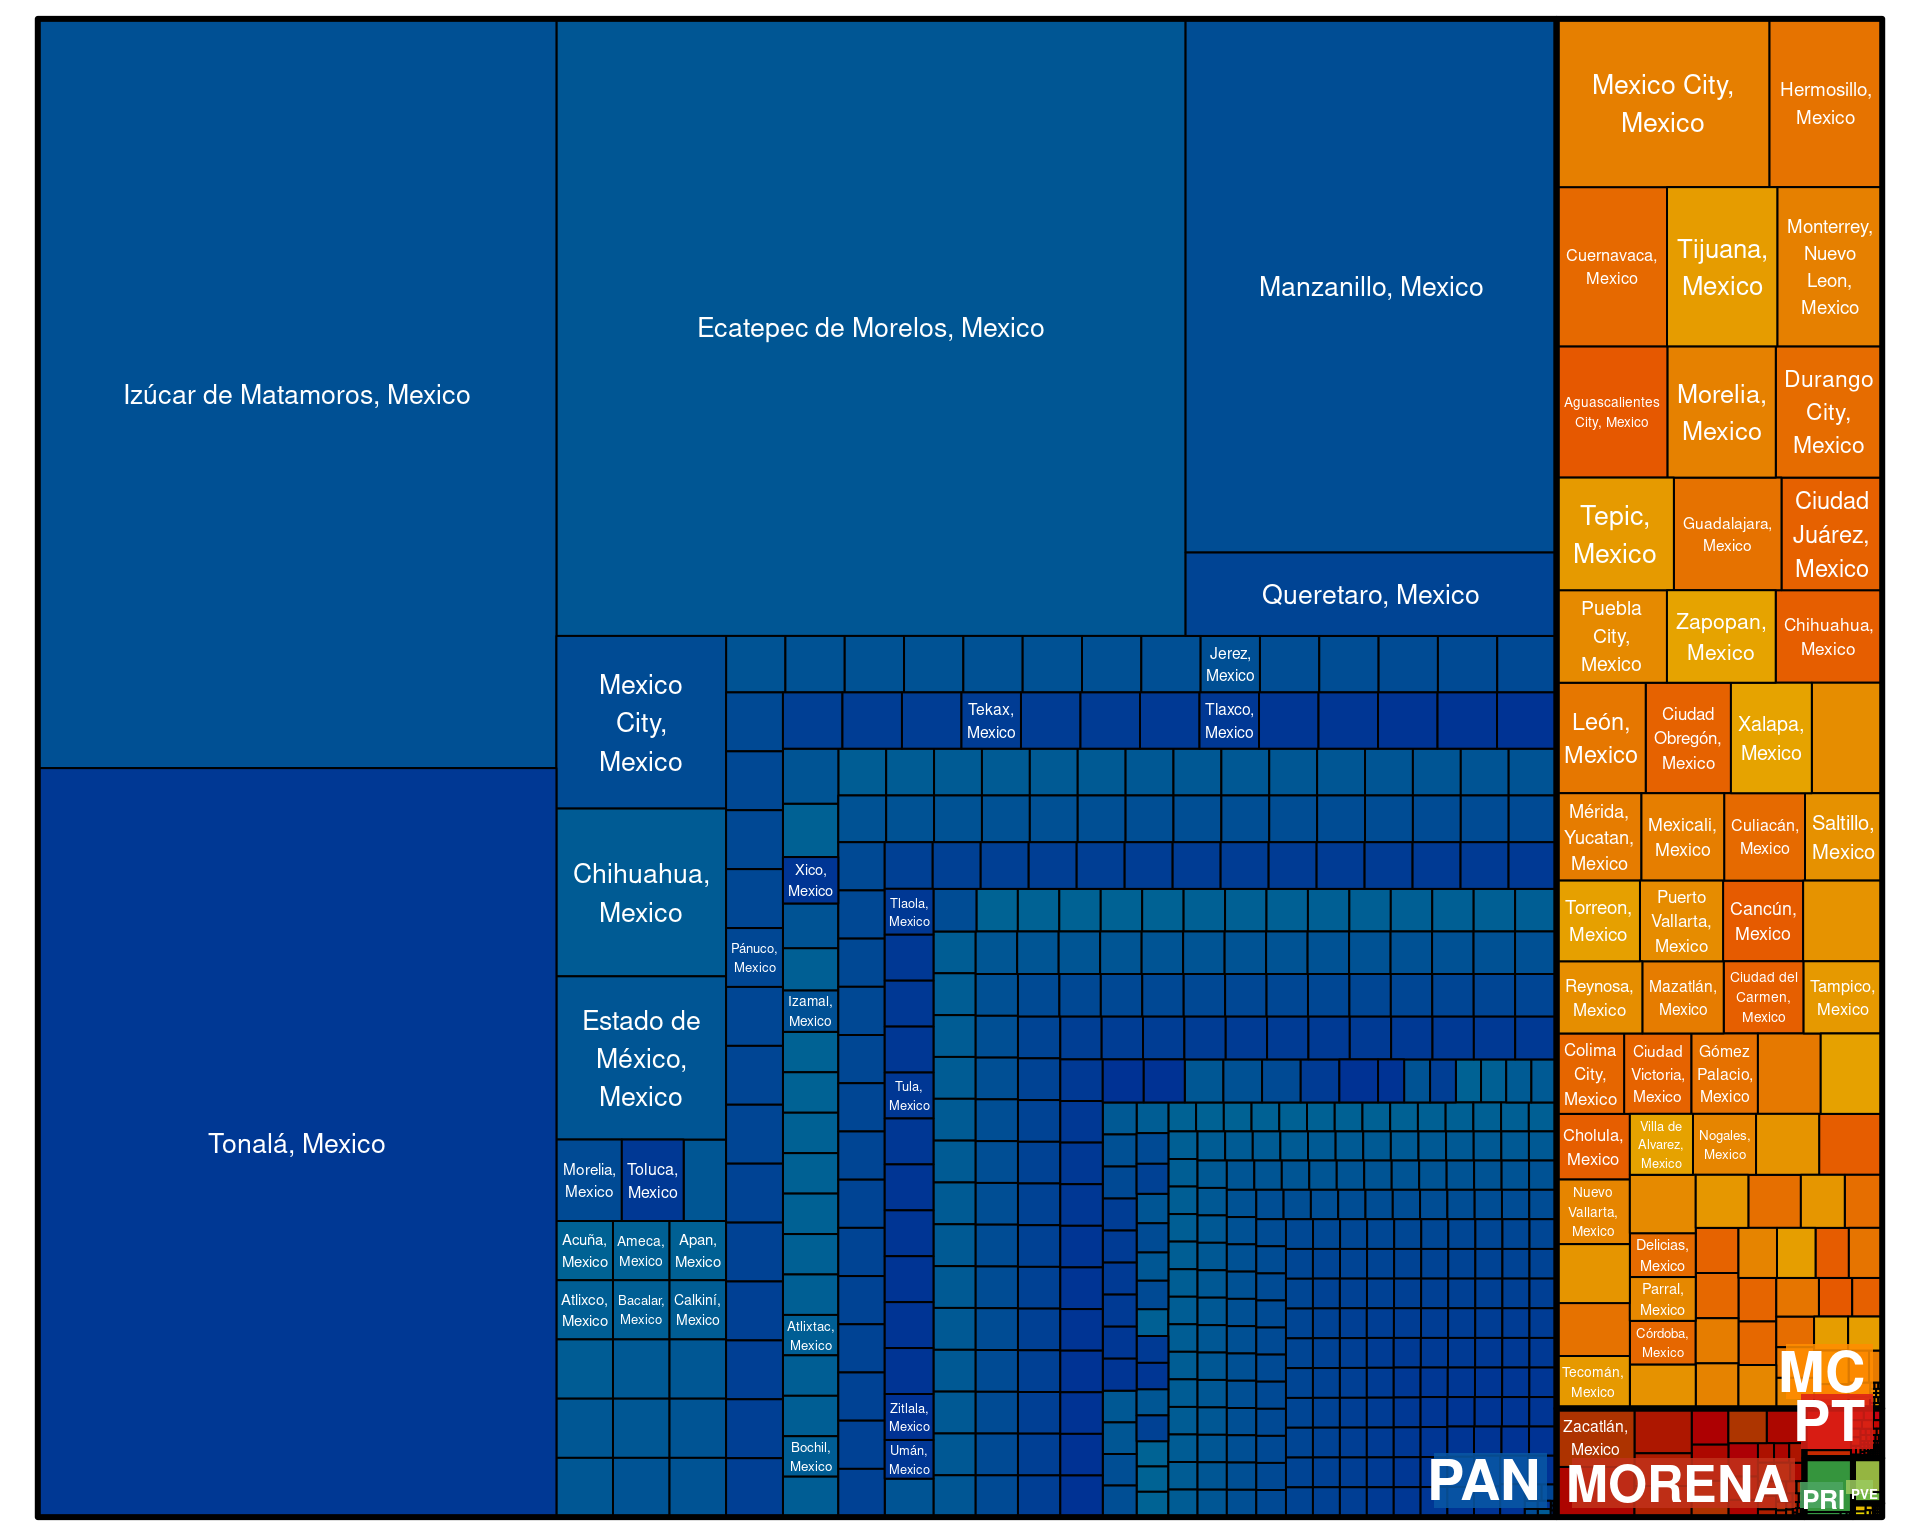 Izúcar de Matamoros, Mexico
Tonalá, Mexico
Ecatepec de Morelos, Mexico
Manzanillo, Mexico
Queretaro, Mexico
Mexico
City,
Mexico
Chihuahua,
Mexico
Estado de
México,
Mexico
Morelia,
Mexico
Toluca,
Mexico
Acuña,
Mexico
Ameca,
Mexico
Apan,
Mexico
Atlixco,
Mexico
Bacalar,
Mexico
Calkiní,
Mexico
Pánuco,
Mexico
Jerez,
Mexico
Tekax,
Mexico
Tlaxco,
Mexico
Xico,
Mexico
Izamal,
Mexico
Atlixtac,
Mexico
Bochil,
Mexico
Tlaola,
Mexico
Tula,
Mexico
Zitlala,
Mexico
Umán,
Mexico
PAN
Mexico City,
Mexico
Hermosillo,
Mexico
Cuernavaca,
Mexico
Tijuana,
Mexico
Monterrey,
Nuevo
Leon,
Mexico
Aguascalientes
City, Mexico
Morelia,
Mexico
Durango
City,
Mexico
Tepic,
Mexico
Guadalajara,
Mexico
Ciudad
Juárez,
Mexico
Puebla
City,
Mexico
Zapopan,
Mexico
Chihuahua,
Mexico
León,
Mexico
Ciudad
Obregón,
Mexico
Xalapa,
Mexico
Mérida,
Yucatan,
Mexico
Mexicali,
Mexico
Culiacán,
Mexico
Saltillo,
Mexico
Torreon,
Mexico
Puerto
Vallarta,
Mexico
Cancún,
Mexico
Reynosa,
Mexico
Mazatlán,
Mexico
Ciudad del
Carmen,
Mexico
Tampico,
Mexico
Colima
City,
Mexico
Ciudad
Victoria,
Mexico
Gómez
Palacio,
Mexico
Cholula,
Mexico
Villa de
Alvarez,
Mexico
Nogales,
Mexico
Nuevo
Vallarta,
Mexico
Delicias,
Mexico
Parral,
Mexico
Córdoba,
Mexico
Tecomán,
Mexico
MC
PT
Zacatlán,
Mexico
MORENA
PRI
PVE